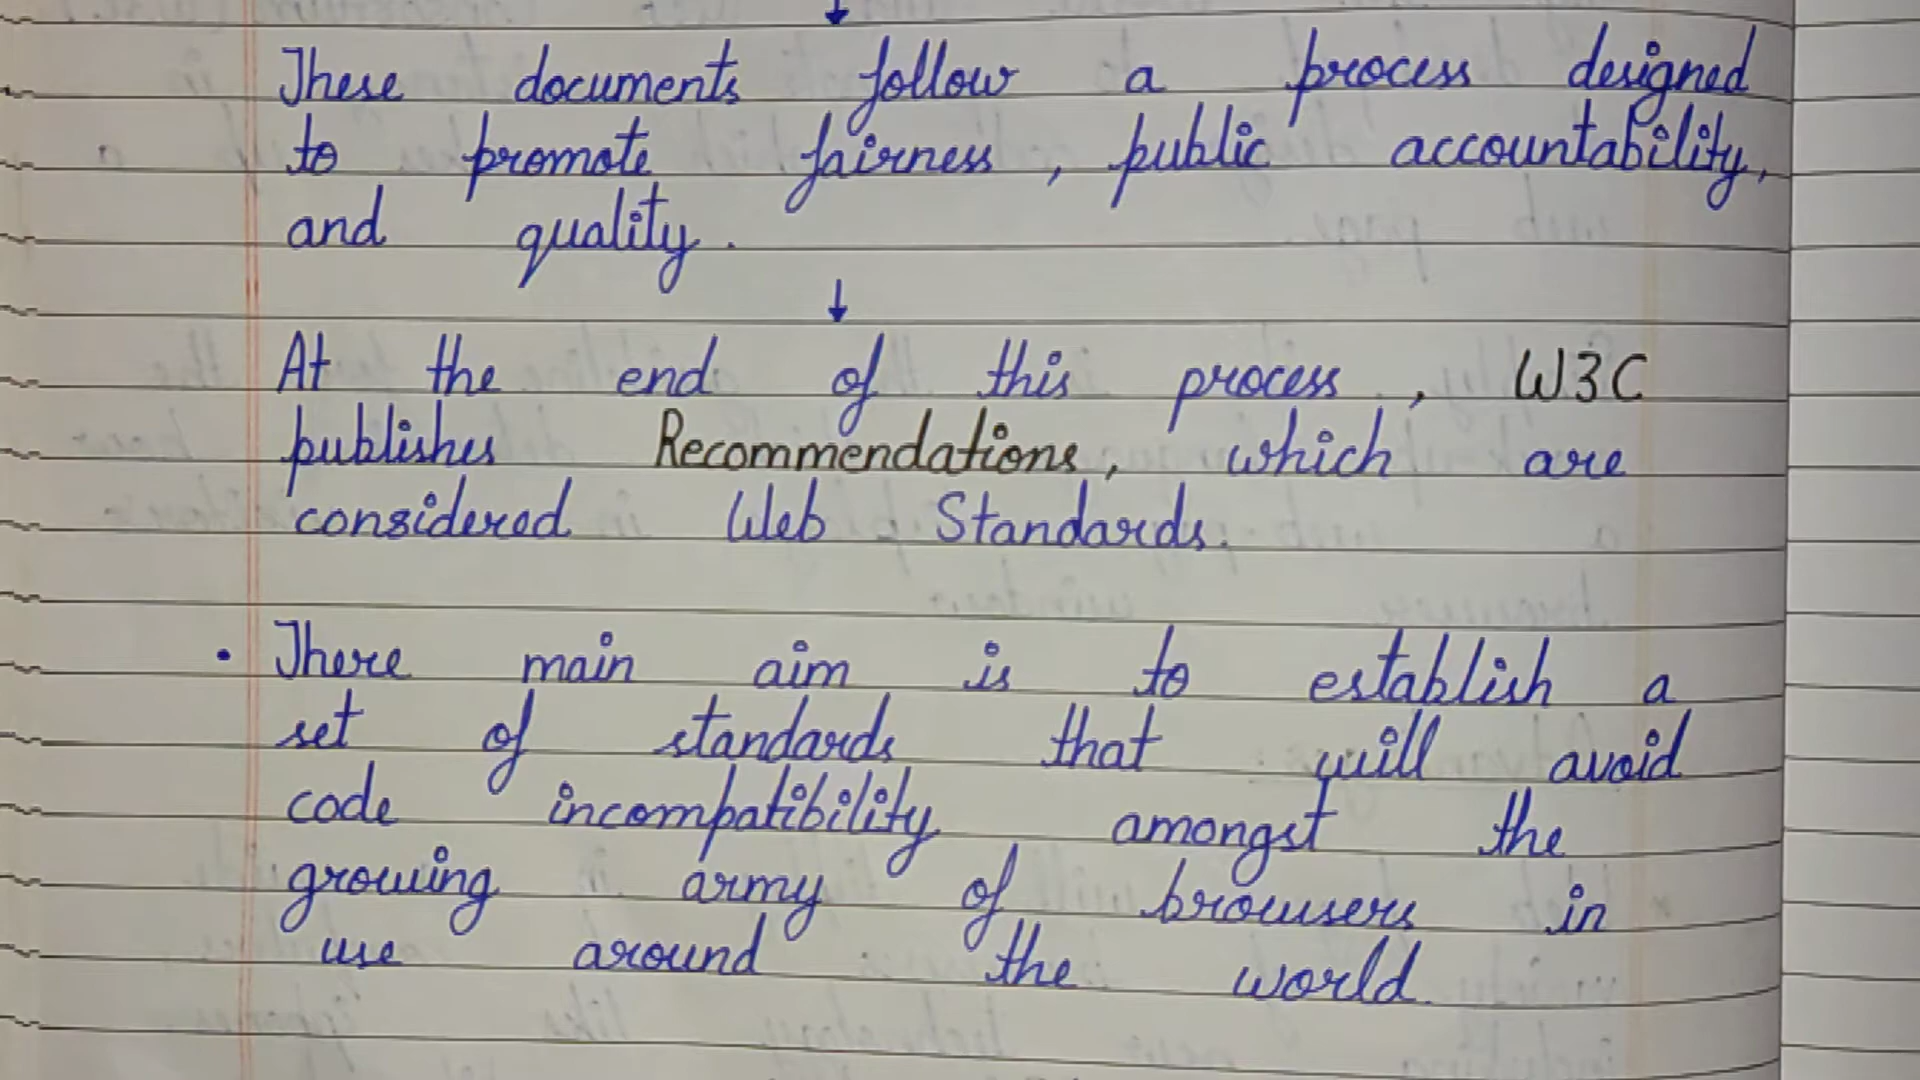 ↓
These documents follow a process designed
to promote fairness, public accountability,
and quality.
↓
At the end of this process, W3C
publishes Recommendations, which are
considered Web Standards.
• There main aim is to establish a
set of standards that will avoid
code incompatibility amongst the
growing army of browsers in
use around the world.